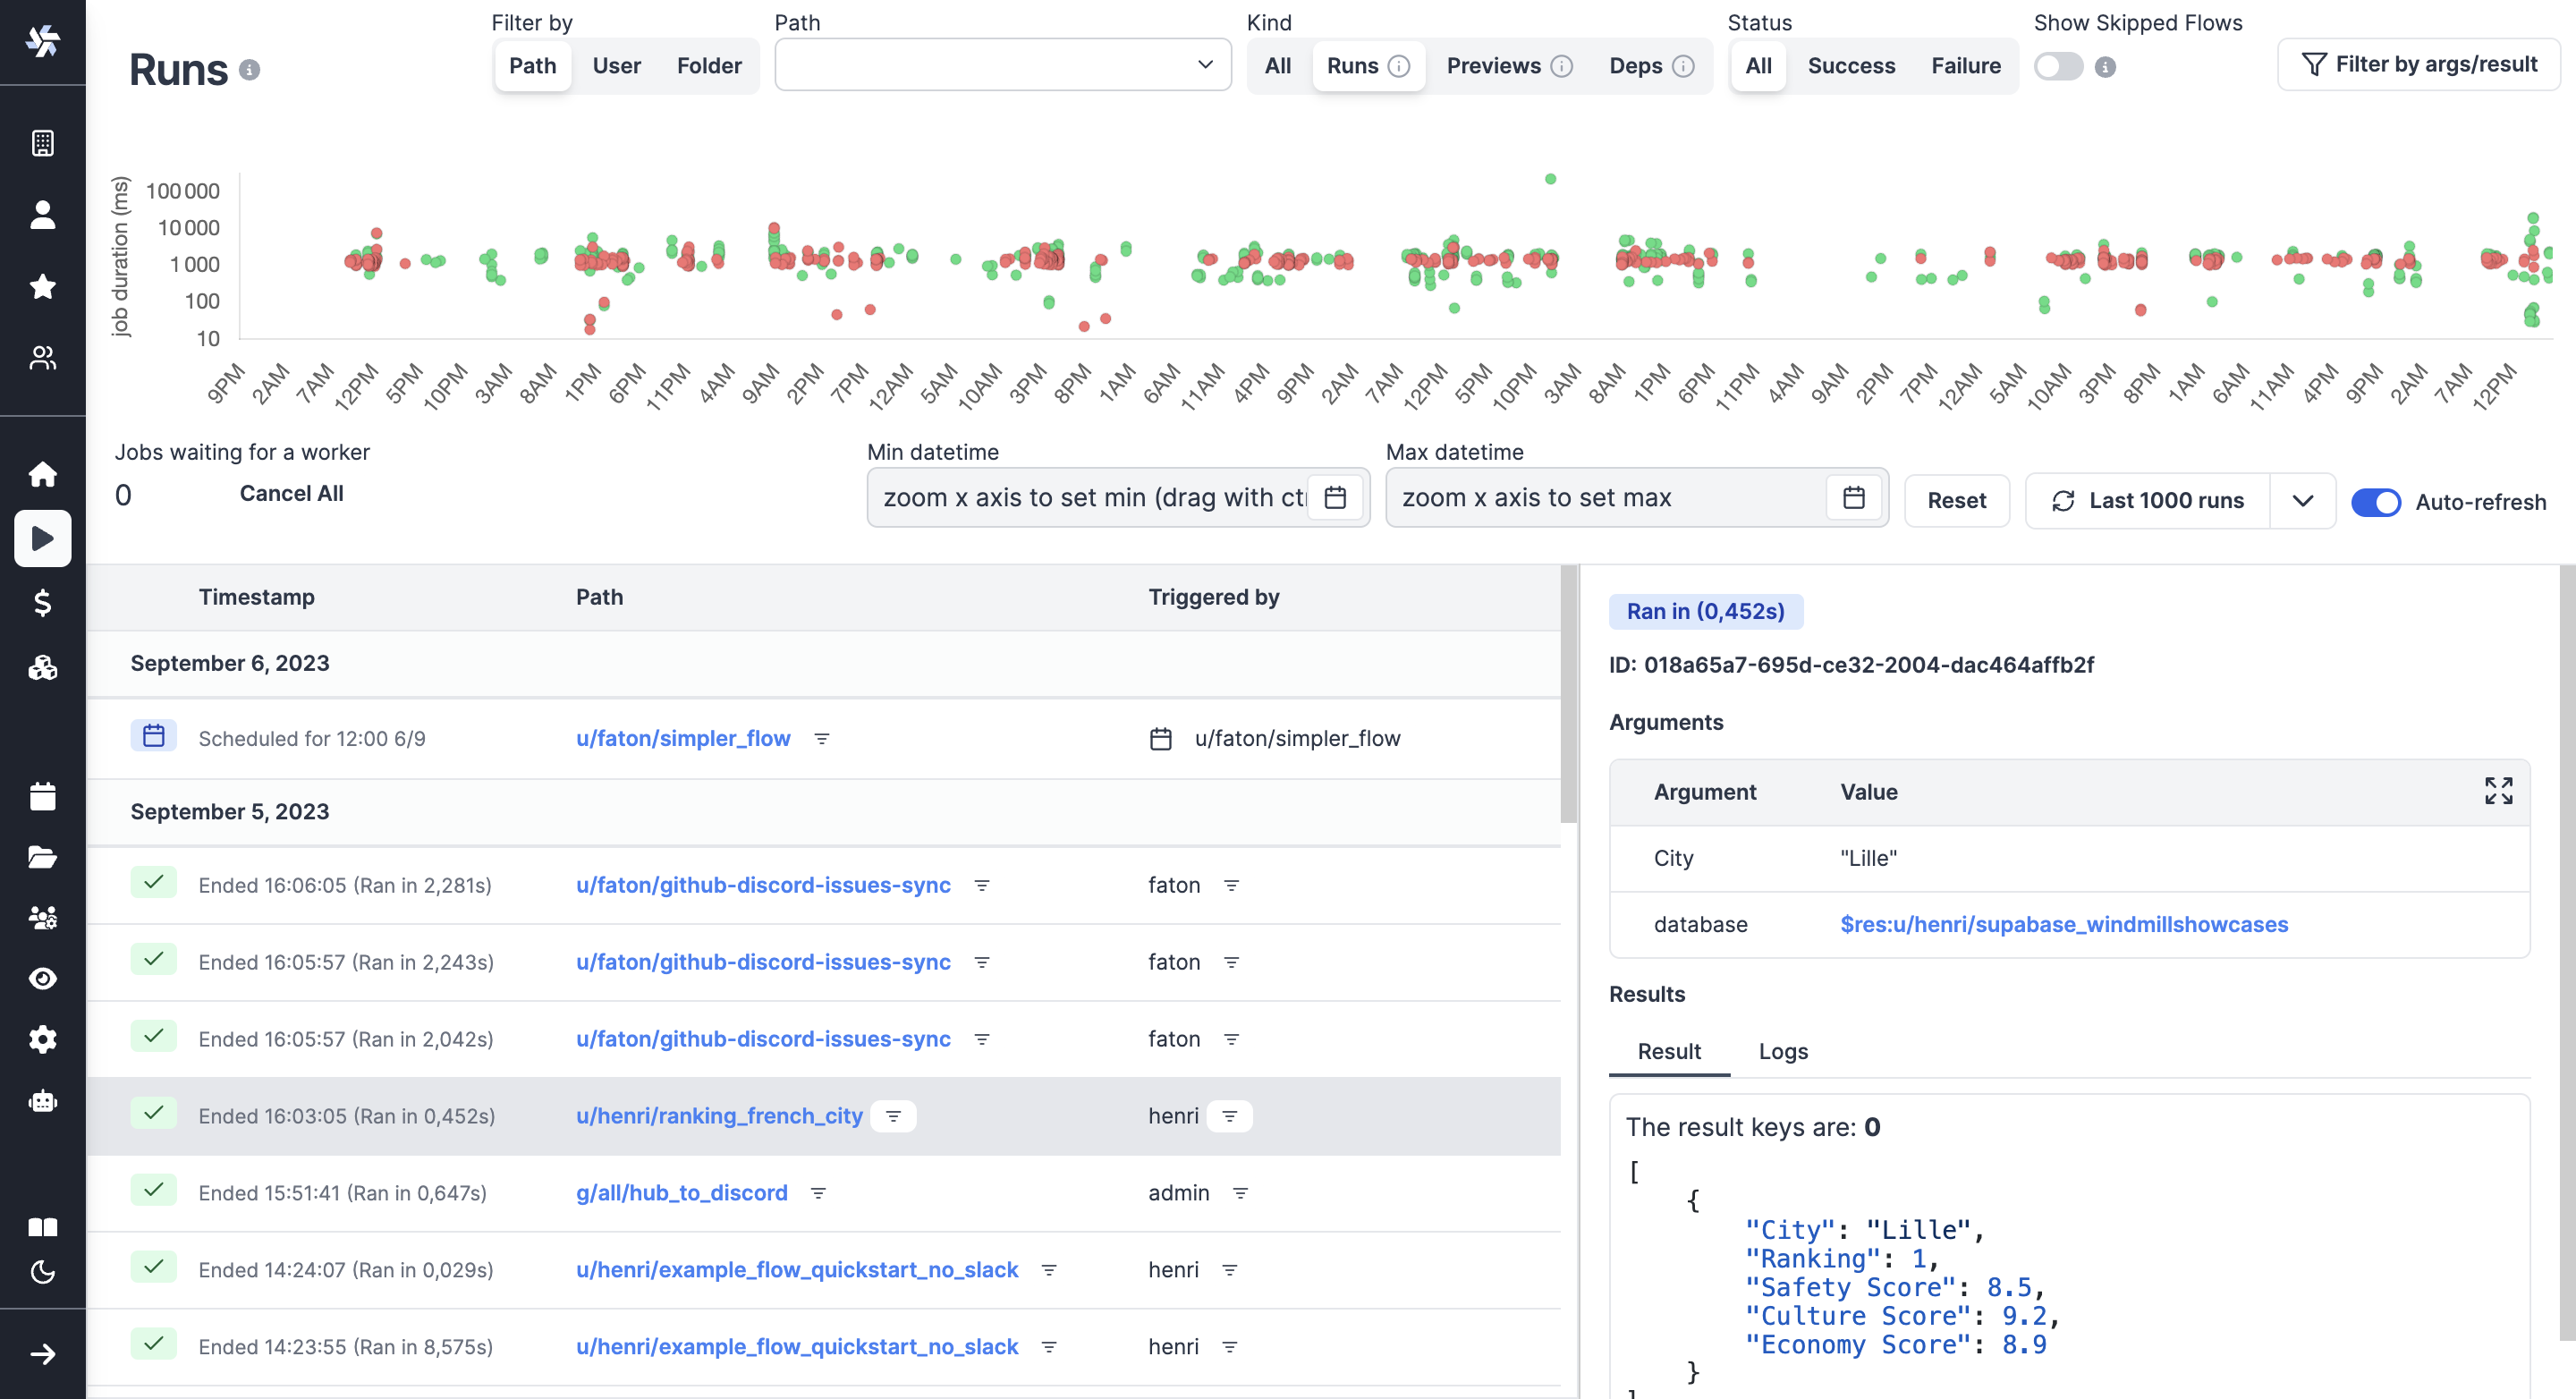 Runs
Filter by
Path User Folder
Path
Kind
All Runs Previews Deps
Status
All Success Failure
Show Skipped Flows
Filter by args/result
job duration (ms)
100 000
10 000
1 000
100
10
9PM 2AM 7AM 12PM 5PM 10PM 3AM 8AM 1PM 6PM 11PM 4AM 9AM 2PM 7PM 12AM 5AM 10AM 3PM 8PM 1AM 6AM 11AM 4PM 9PM 2AM 7AM 12PM 5PM 10PM 3AM 8AM 1PM 6PM 11PM 4AM 9AM 2PM 7PM 12AM 5AM 10AM 3PM 8PM 1AM 6AM 11AM 4PM 9PM 2AM 7AM 12PM
Jobs waiting for a worker
0 Cancel All
Min datetime
zoom x axis to set min (drag with ctr
Max datetime
zoom x axis to set max
Reset
Last 1000 runs
Auto-refresh
Timestamp Path Triggered by
September 6, 2023
Scheduled for 12:00 6/9 u/faton/simpler_flow u/faton/simpler_flow
September 5, 2023
Ended 16:06:05 (Ran in 2,281s) u/faton/github-discord-issues-sync faton
Ended 16:05:57 (Ran in 2,243s) u/faton/github-discord-issues-sync faton
Ended 16:05:57 (Ran in 2,042s) u/faton/github-discord-issues-sync faton
Ended 16:03:05 (Ran in 0,452s) u/henri/ranking_french_city henri
Ended 15:51:41 (Ran in 0,647s) g/all/hub_to_discord admin
Ended 14:24:07 (Ran in 0,029s) u/henri/example_flow_quickstart_no_slack henri
Ended 14:23:55 (Ran in 8,575s) u/henri/example_flow_quickstart_no_slack henri
Ran in (0,452s)
ID: 018a65a7-695d-ce32-2004-dac464affb2f
Arguments
Argument Value
City "Lille"
database $res:u/henri/supabase_windmillshowcases
Results
Result Logs
The result keys are: 0
[
{
"City": "Lille",
"Ranking": 1,
"Safety Score": 8.5,
"Culture Score": 9.2,
"Economy Score": 8.9
}
]